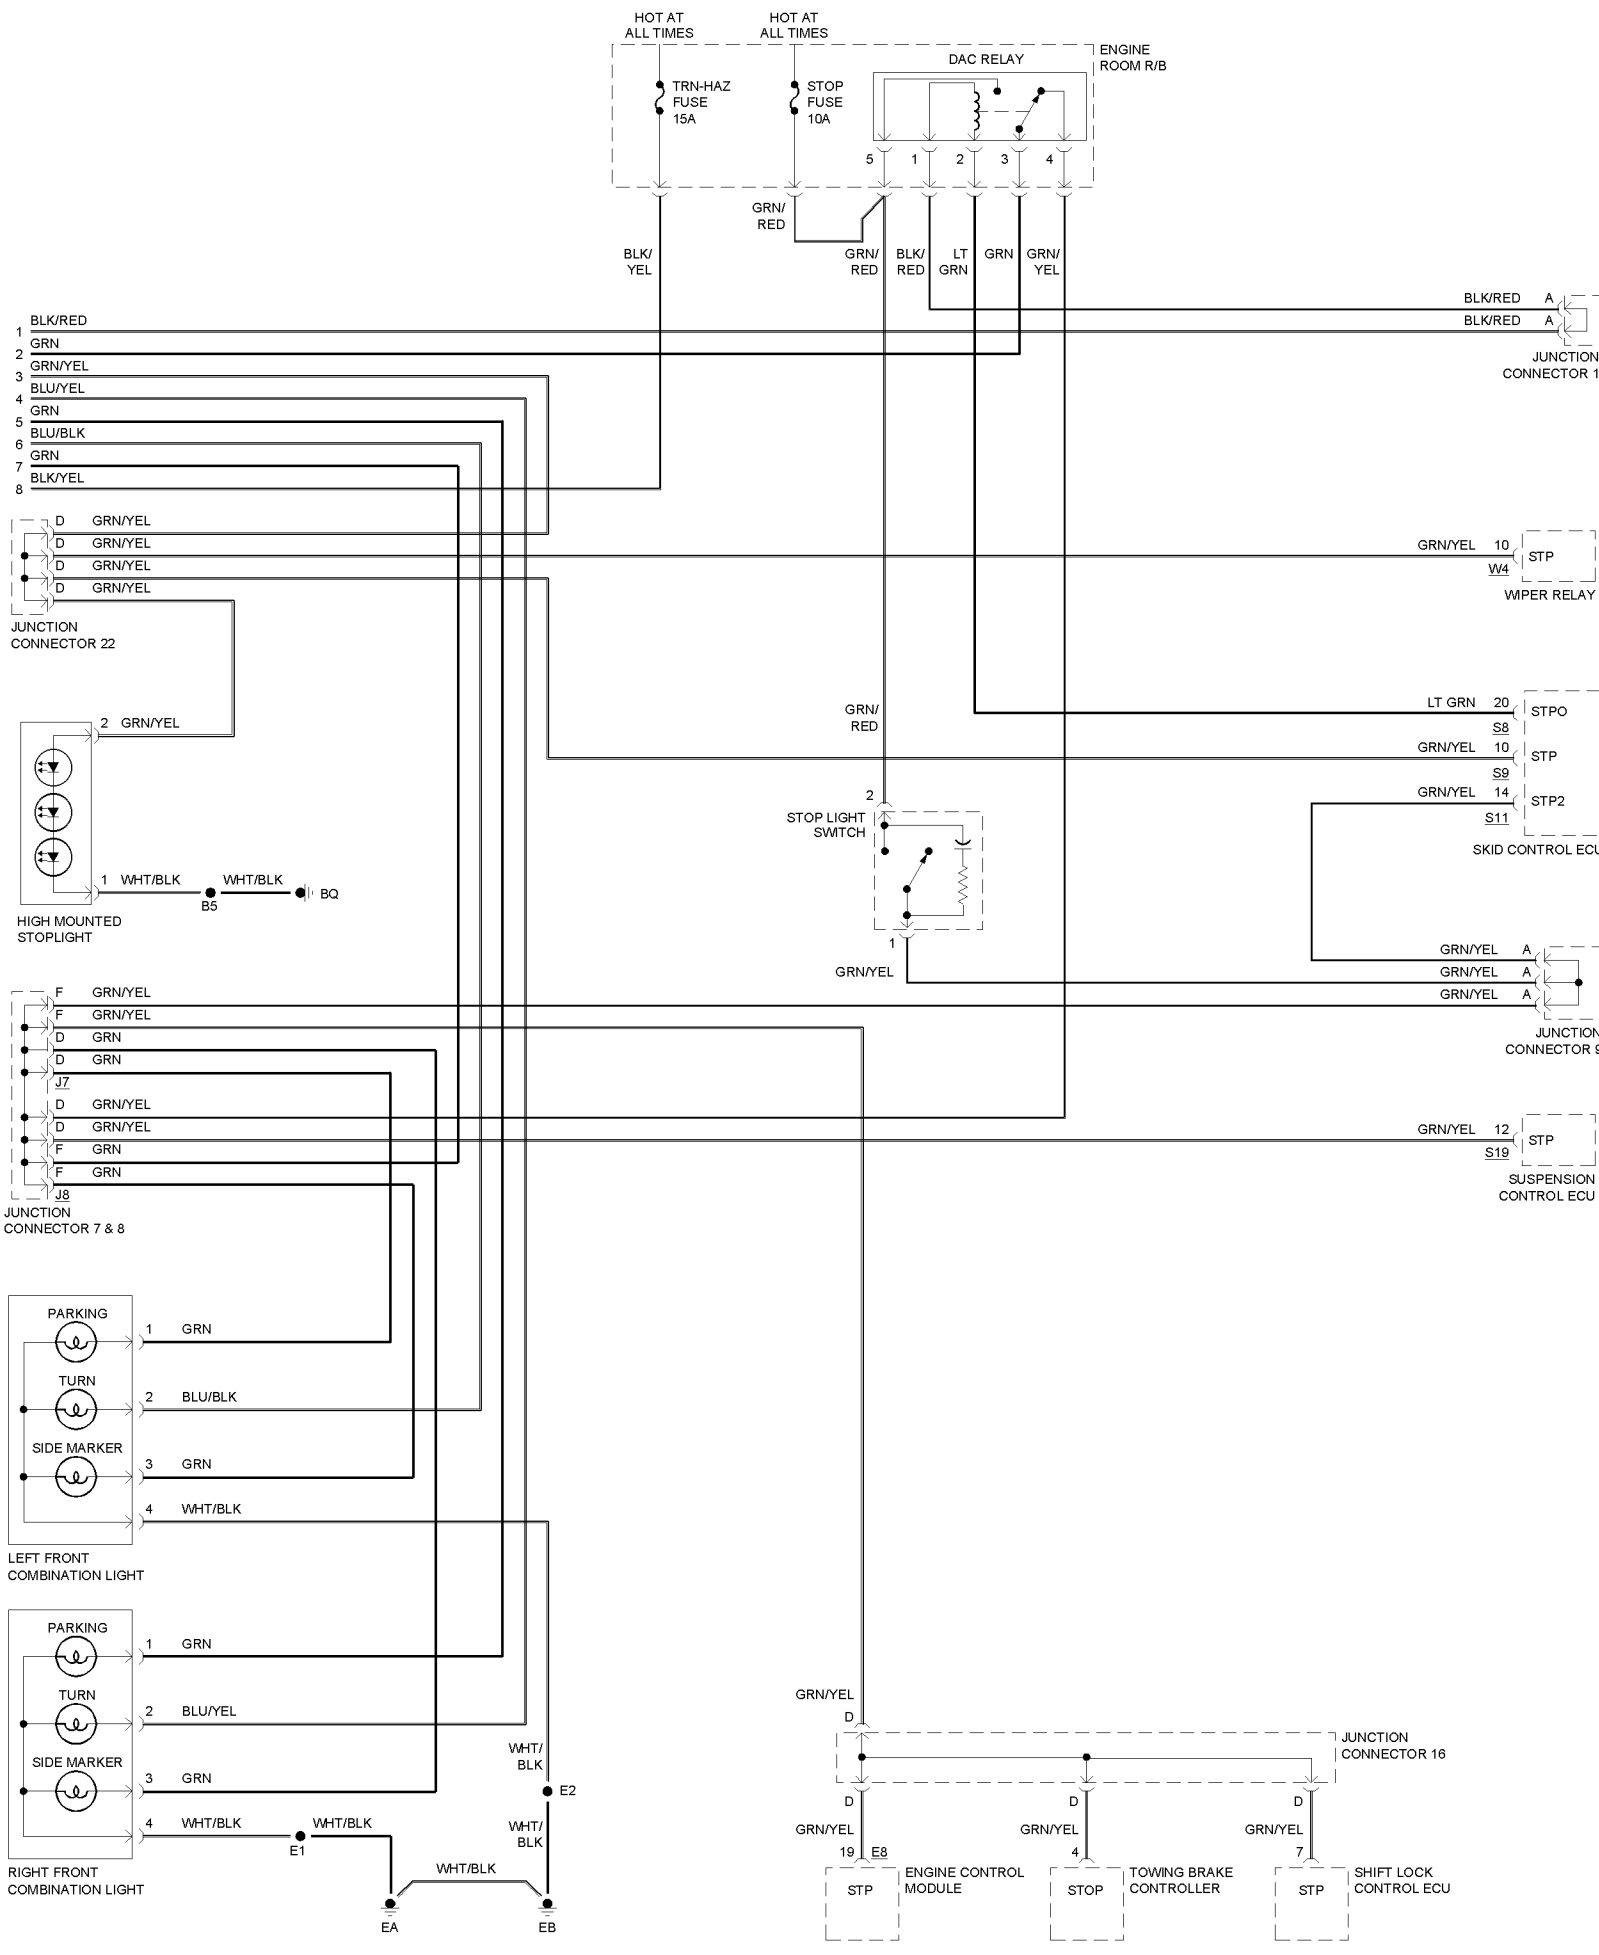 HOT AT
ALL TIMES
HOT AT
ALL TIMES
ENGINE
ROOM R/B
DAC RELAY
TRN-HAZ
FUSE
15A
STOP
FUSE
10A
5
1
2
3
4
GRN/
RED
BLK/
YEL
GRN/
RED
BLK/
RED
LT
GRN
GRN
GRN/
YEL
BLK/RED A
BLK/RED A
JUNCTION
CONNECTOR 1
1 BLK/RED
2 GRN
3 GRN/YEL
4 BLU/YEL
5 GRN
6 BLU/BLK
7 GRN
8 BLK/YEL
D GRN/YEL
D GRN/YEL
D GRN/YEL
D GRN/YEL
JUNCTION
CONNECTOR 22
GRN/YEL 10
W4
STP
WIPER RELAY
2 GRN/YEL
1 WHT/BLK
WHT/BLK
B5
BQ
HIGH MOUNTED
STOPLIGHT
GRN/
RED
2
STOP LIGHT
SWITCH
1
GRN/YEL
LT GRN 20
S8
STPO
GRN/YEL 10
S9
STP
GRN/YEL 14
S11
STP2
SKID CONTROL ECU
GRN/YEL A
GRN/YEL A
GRN/YEL A
JUNCTION
CONNECTOR 9
F GRN/YEL
F GRN/YEL
D GRN
D GRN
J7
D GRN/YEL
D GRN/YEL
F GRN
F GRN
J8
JUNCTION
CONNECTOR 7 & 8
GRN/YEL 12
S19
STP
SUSPENSION
CONTROL ECU
PARKING
1 GRN
TURN
2 BLU/BLK
SIDE MARKER
3 GRN
4 WHT/BLK
LEFT FRONT
COMBINATION LIGHT
PARKING
1 GRN
TURN
2 BLU/YEL
SIDE MARKER
3 GRN
4 WHT/BLK
WHT/BLK
E1
RIGHT FRONT
COMBINATION LIGHT
WHT/
BLK
E2
WHT/
BLK
WHT/BLK
EA
EB
GRN/YEL
D
JUNCTION
CONNECTOR 16
D
D
D
GRN/YEL
GRN/YEL
GRN/YEL
19 E8
4
7
STP
ENGINE CONTROL
MODULE
STOP
TOWING BRAKE
CONTROLLER
STP
SHIFT LOCK
CONTROL ECU